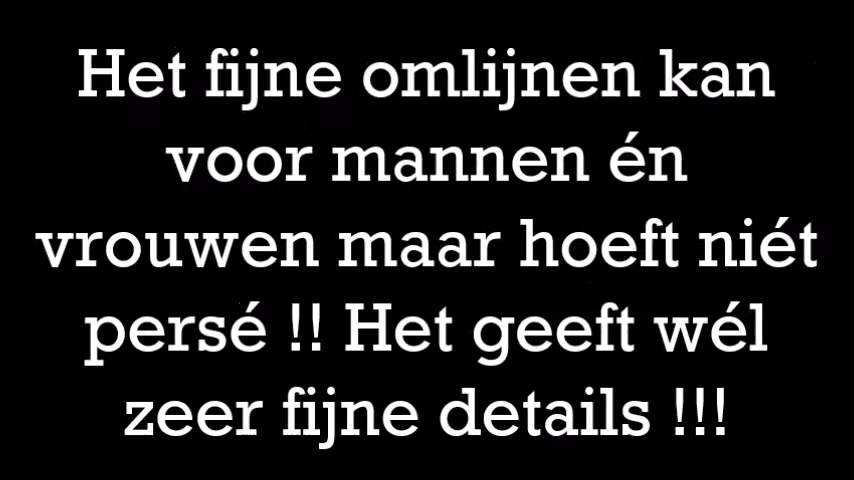 Het fijne omlijnen kan
voor mannen én
vrouwen maar hoeft niét
persé !! Het geeft wél
zeer fijne details !!!